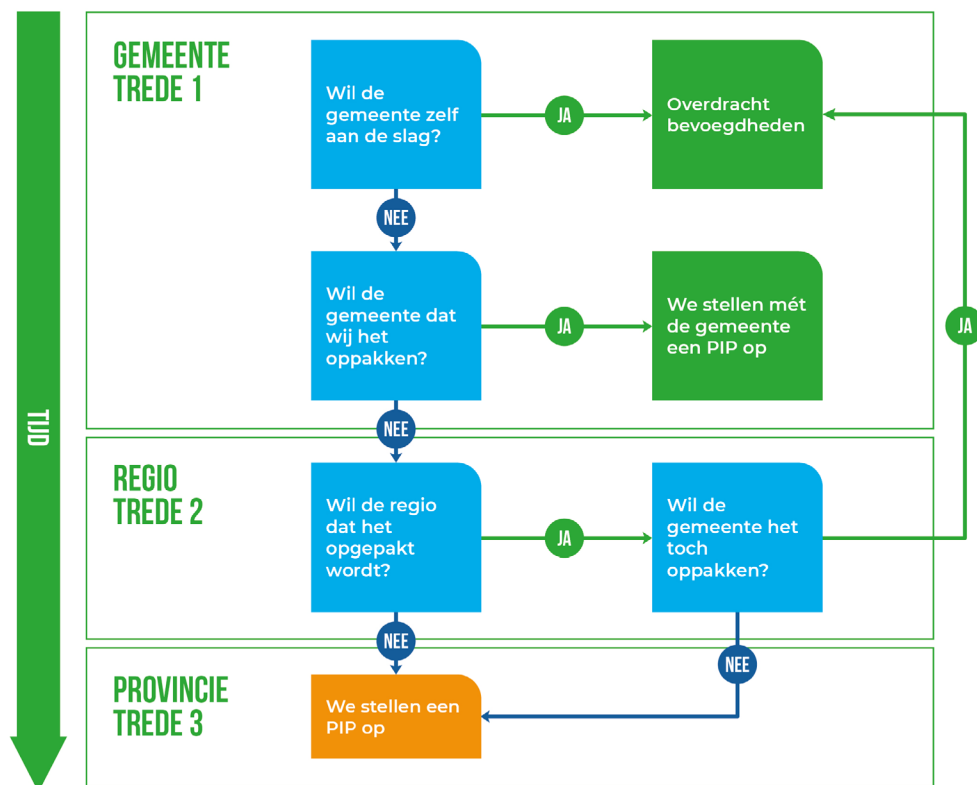 TIJD
GEMEENTE
TREDE 1
Wil de
gemeente zelf
aan de slag?
JA
Overdracht
bevoegdheden
NEE
Wil de
gemeente dat
wij het
oppakken?
JA
We stellen mét
de gemeente
een PIP op
JA
NEE
REGIO
TREDE 2
Wil de regio
dat het
opgepakt
wordt?
JA
Wil de
gemeente het
toch
oppakken?
NEE
NEE
PROVINCIE
TREDE 3
We stellen een
PIP op